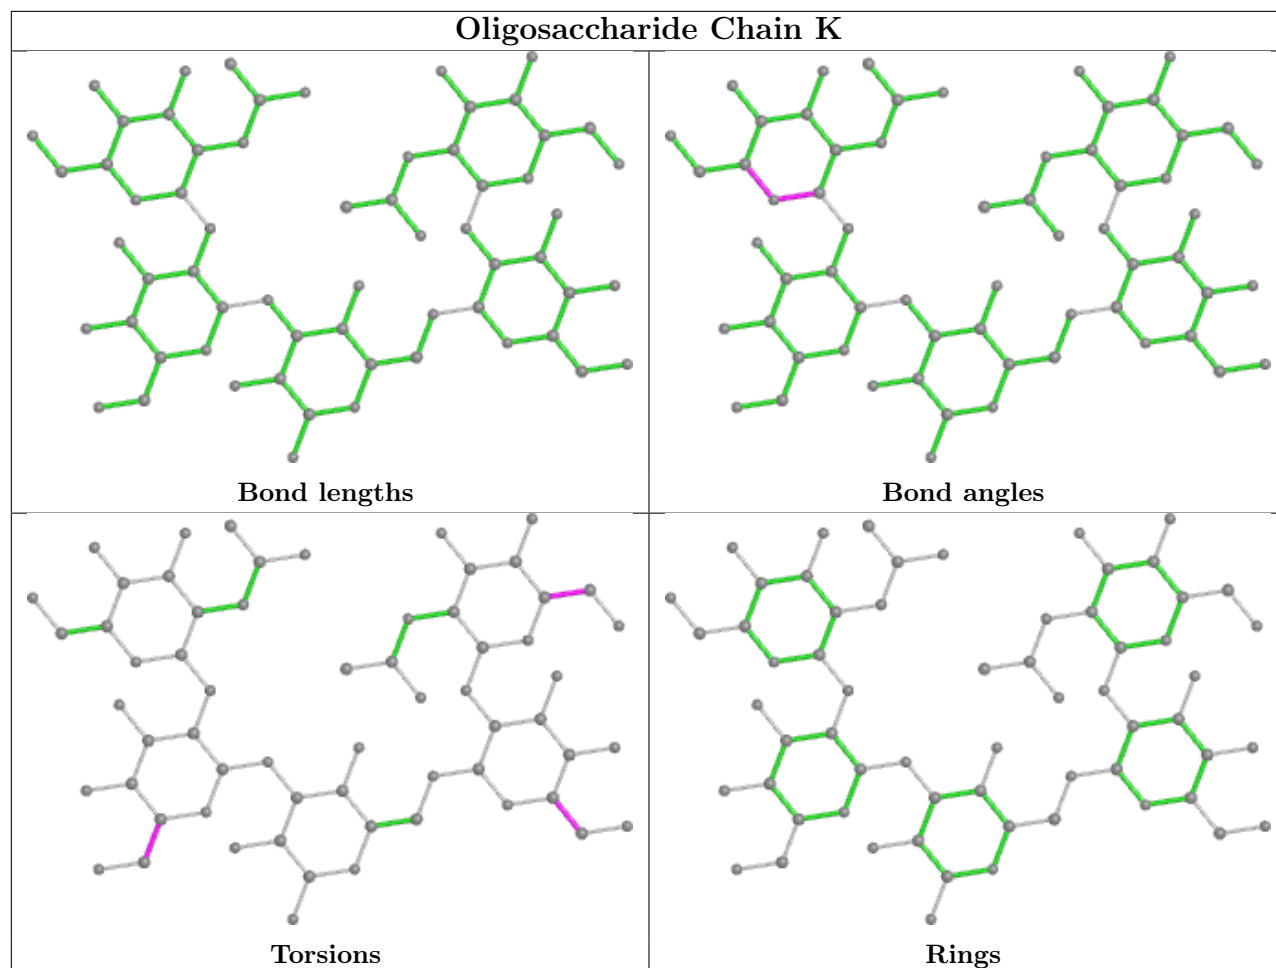 Oligosaccharide Chain K
Bond lengths
Bond angles
Torsions
Rings